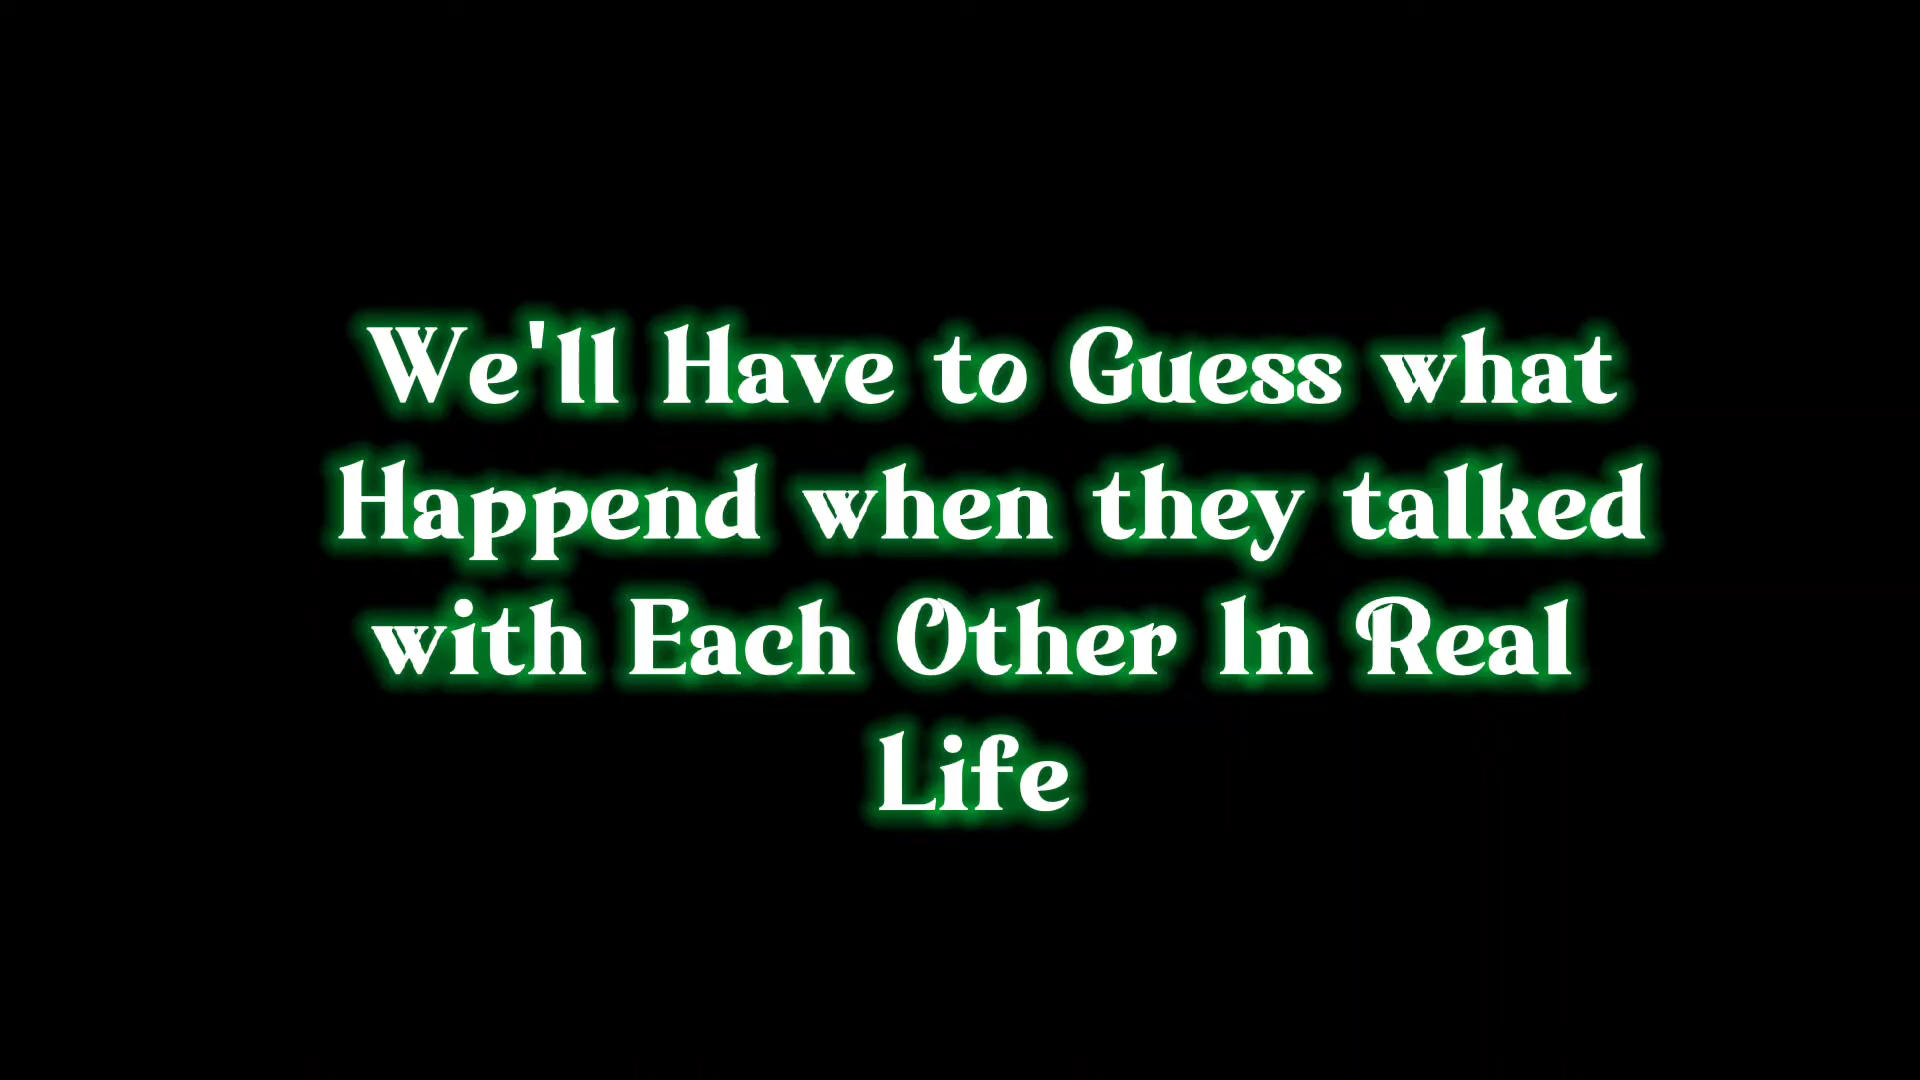 We'll Have to Guess what
Happend when they talked
with Each Other In Real
Life